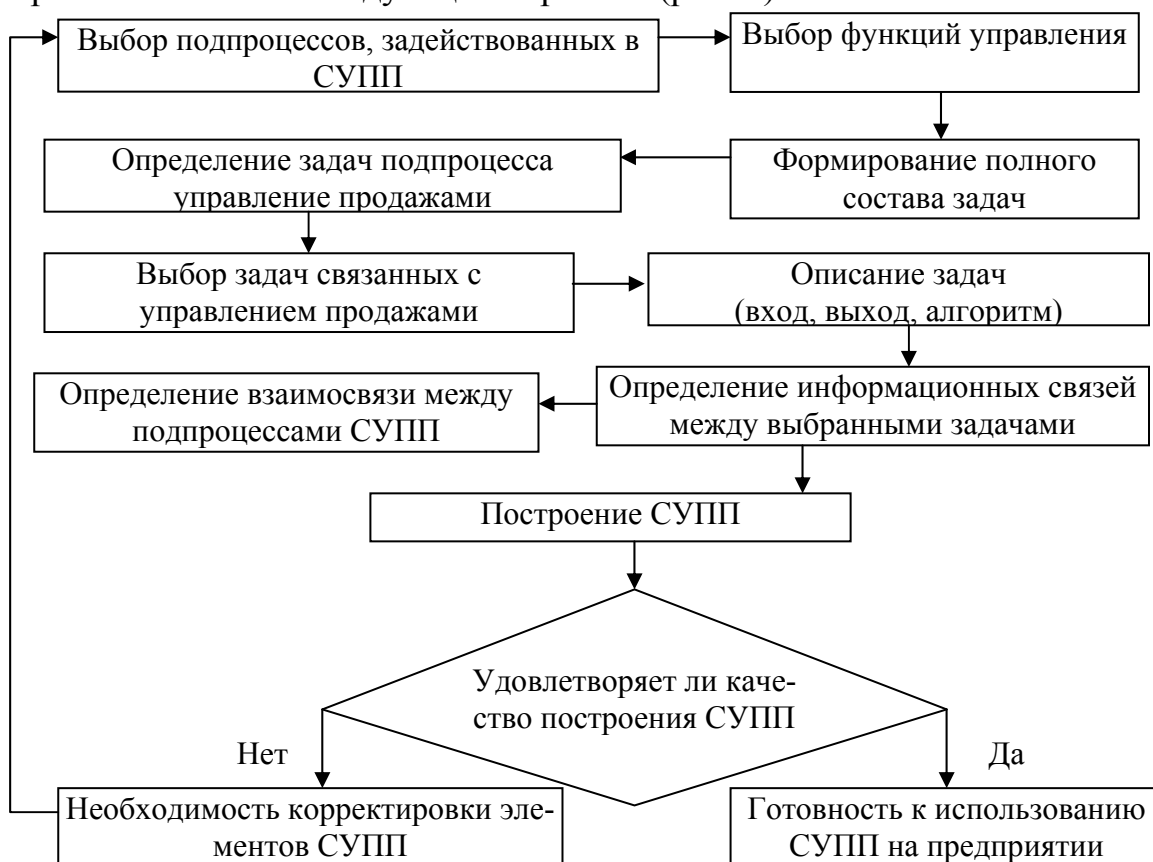 Выбор подпроцессов, задействованных в
СУПП
Выбор функций управления
Определение задач подпроцесса
управление продажами
Формирование полного
состава задач
Выбор задач связанных с
управлением продажами
Описание задач
(вход, выход, алгоритм)
Определение взаимосвязи между
подпроцессами СУПП
Определение информационных связей
между выбранными задачами
Построение СУПП
Удовлетворяет ли каче-
ство построения СУПП
Нет
Да
Необходимость корректировки эле-
ментов СУПП
Готовность к использованию
СУПП на предприятии